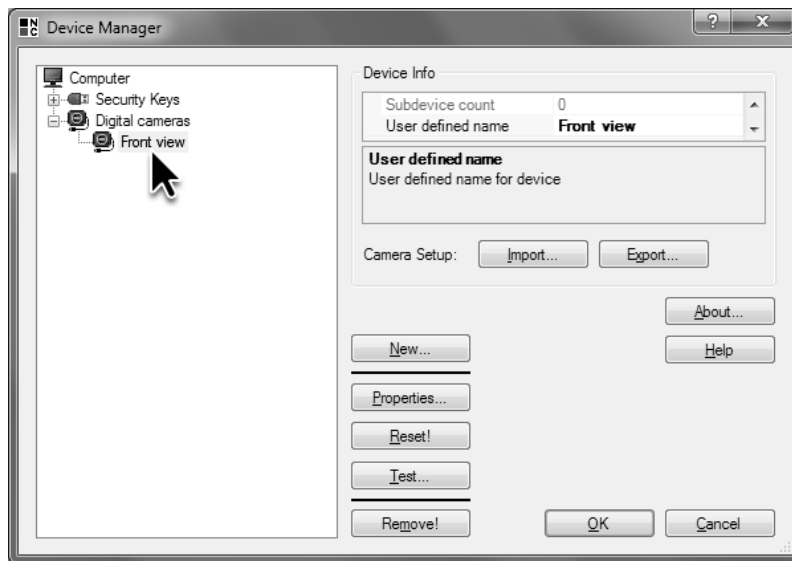 Device Manager
Computer
Security Keys
Digital cameras
Front view
Device Info
Subdevice count 0
User defined name Front view
User defined name
User defined name for device
Camera Setup: Import... Export...
About...
New... Help
Properties...
Reset!
Test...
Remove! OK Cancel